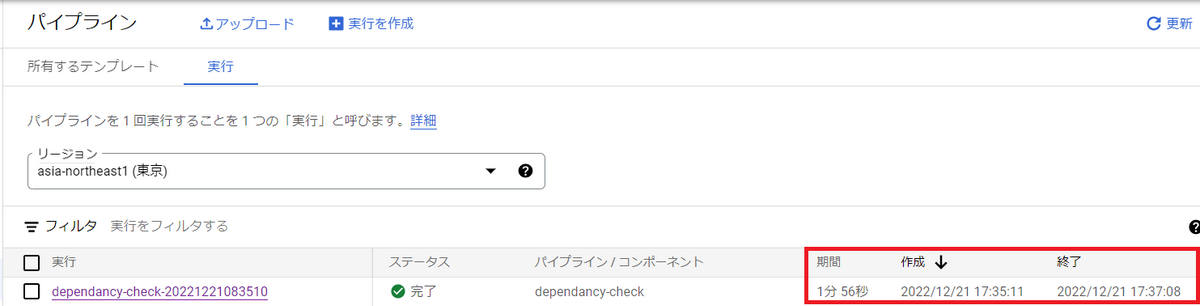 パイプライン アップロード 実行を作成 更新
所有するテンプレート 実行
パイプラインを 1 回実行することを 1 つの「実行」と呼びます。詳細
リージョン
asia-northeast1 (東京)
フィルタ 実行をフィルタする
実行 ステータス パイプライン / コンポーネント 期間 作成 終了
dependancy-check-20221221083510 完了 dependancy-check 1分 56秒 2022/12/21 17:35:11 2022/12/21 17:37:08